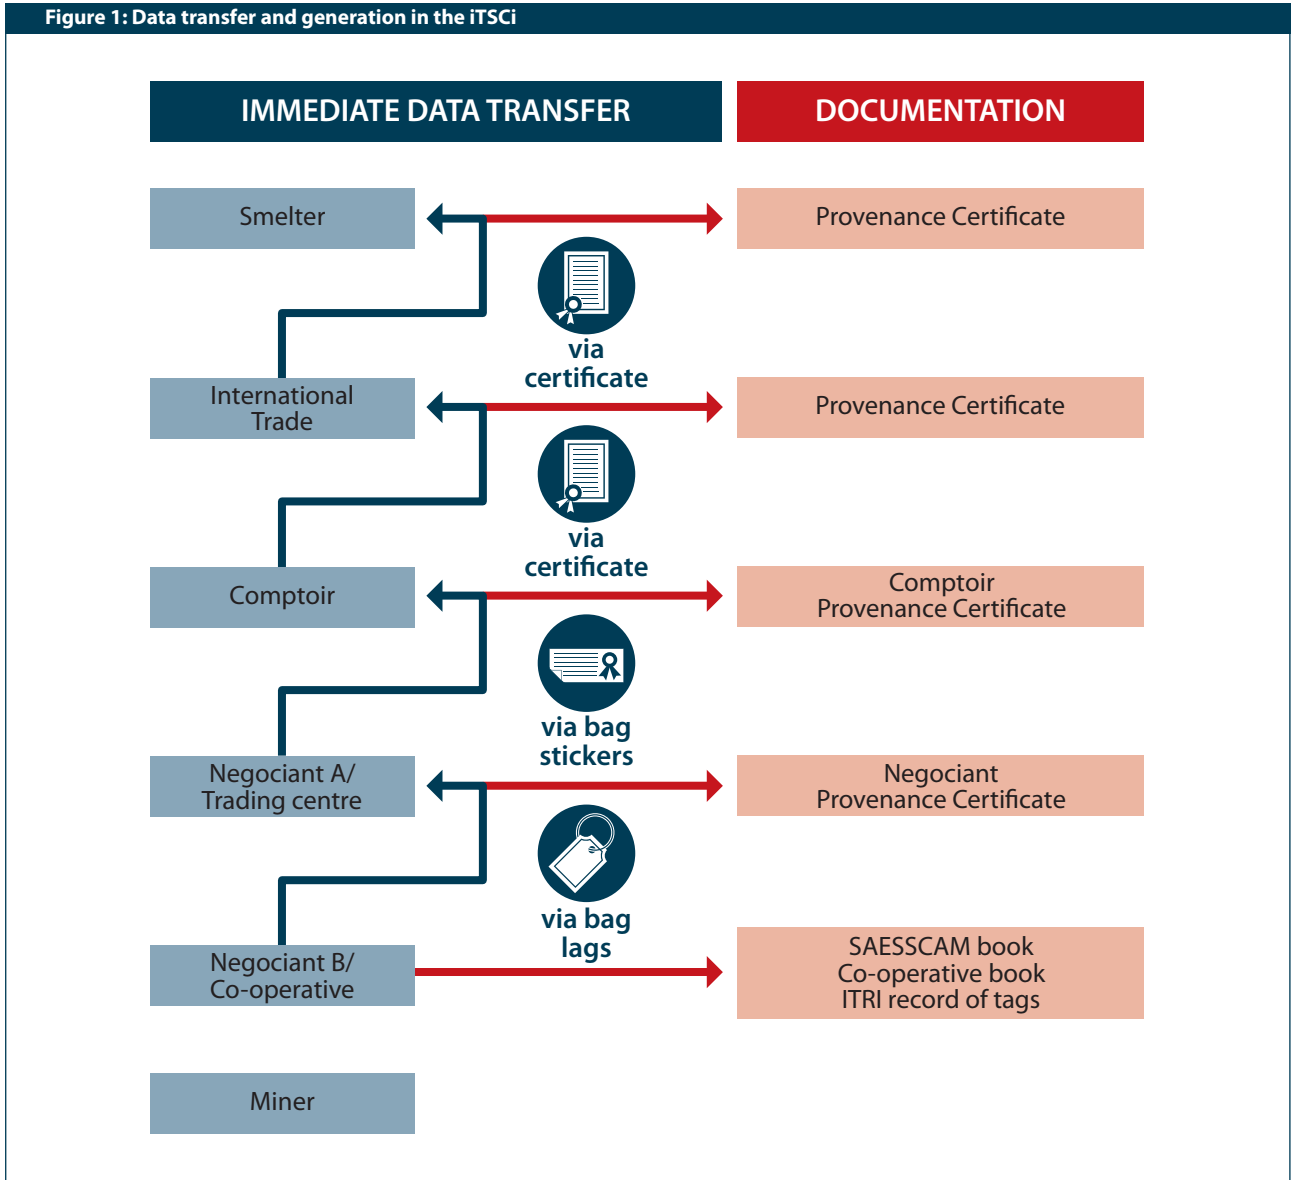 Figure 1: Data transfer and generation in the iTSCi
IMMEDIATE DATA TRANSFER
DOCUMENTATION
Smelter
Provenance Certificate
via
certificate
International
Trade
Provenance Certificate
via
certificate
Comptoir
Comptoir
Provenance Certificate
via bag
stickers
Negociant A/
Trading centre
Negociant
Provenance Certificate
via bag
lags
Negociant B/
Co-operative
SAESSCAM book
Co-operative book
ITRI record of tags
Miner